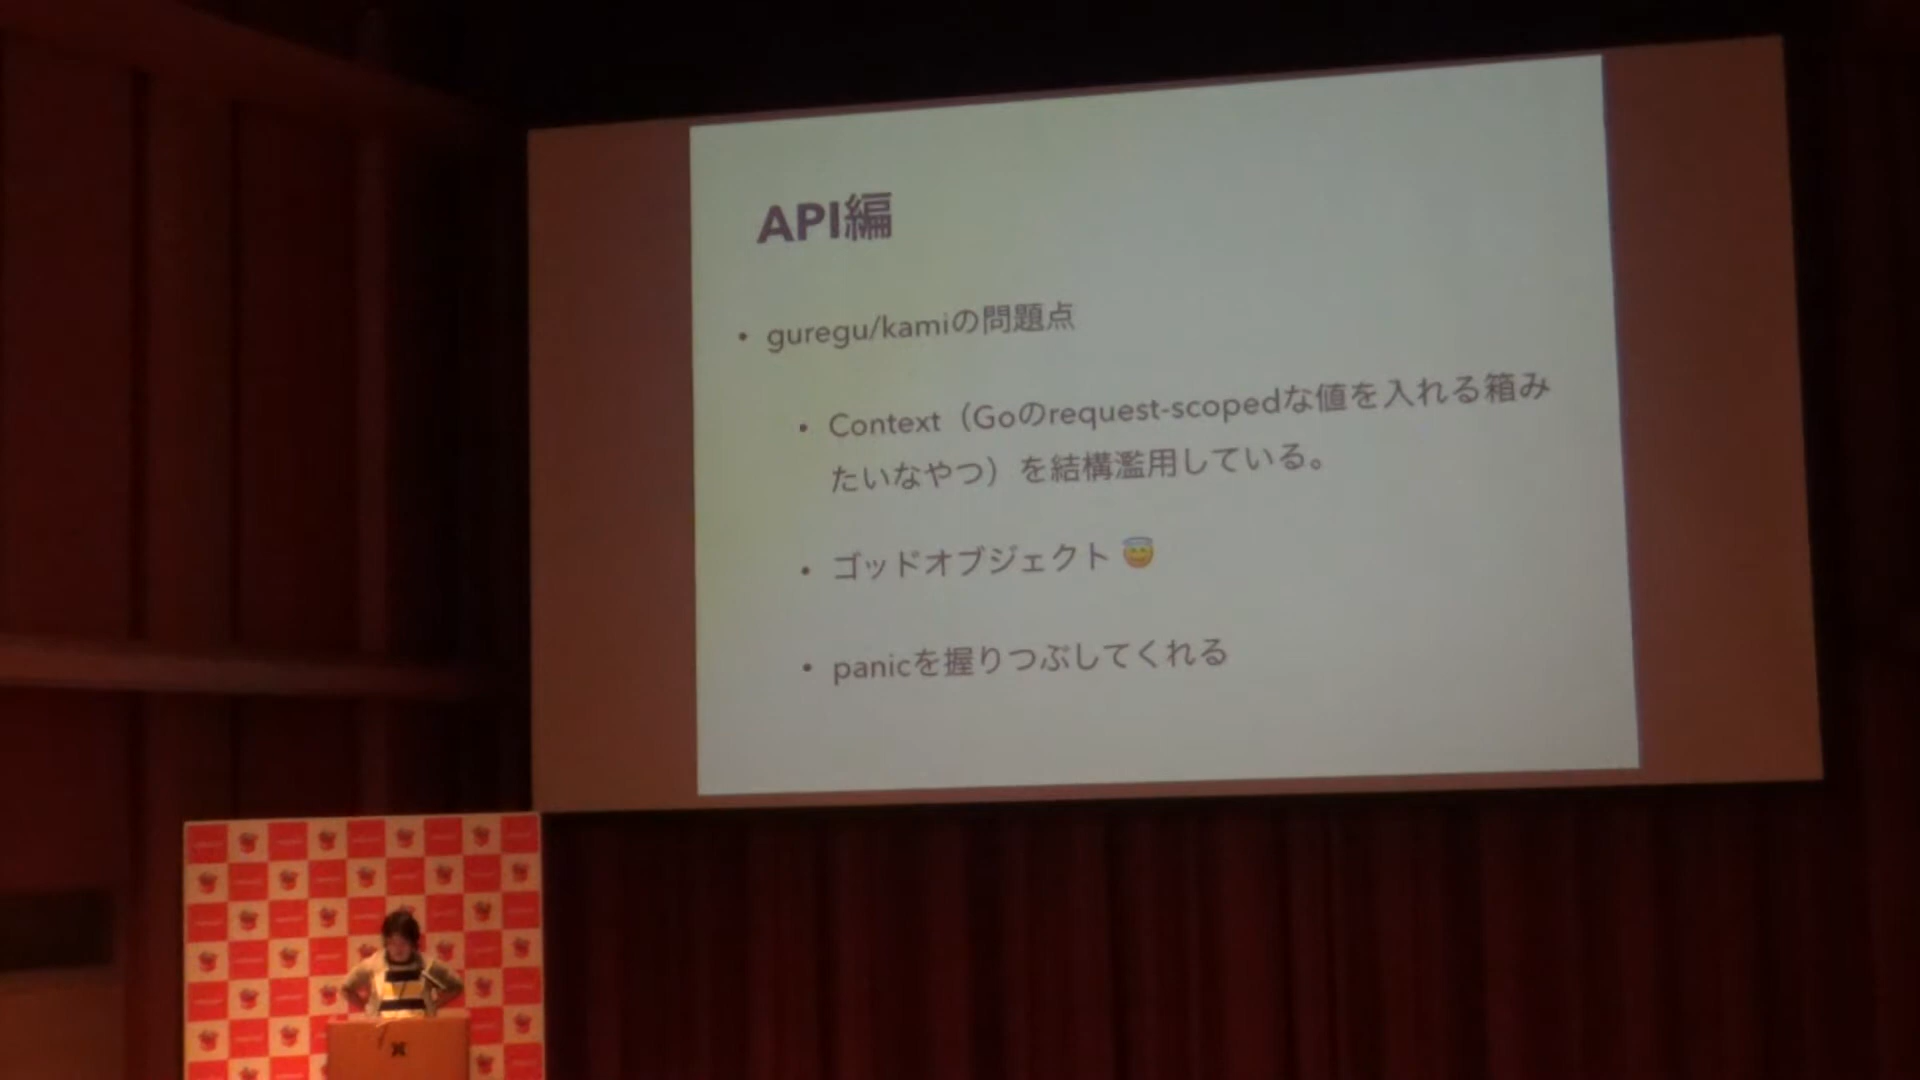 API編
• guregu/kamiの問題点
• Context（Goのrequest-scopedな値を入れる箱み
たいなやつ）を結構濫用している。
• ゴッドオブジェクト 😇
• panicを握りつぶしてくれる